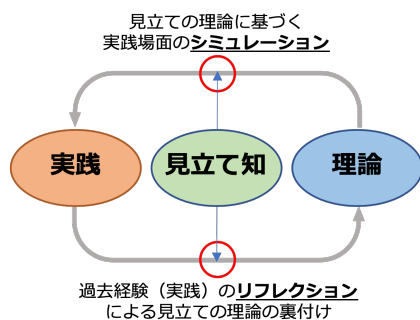 見立ての理論に基づく
実践場面のシミュレーション
実践
見立て知
理論
過去経験（実践）のリフレクション
による見立ての理論の裏付け